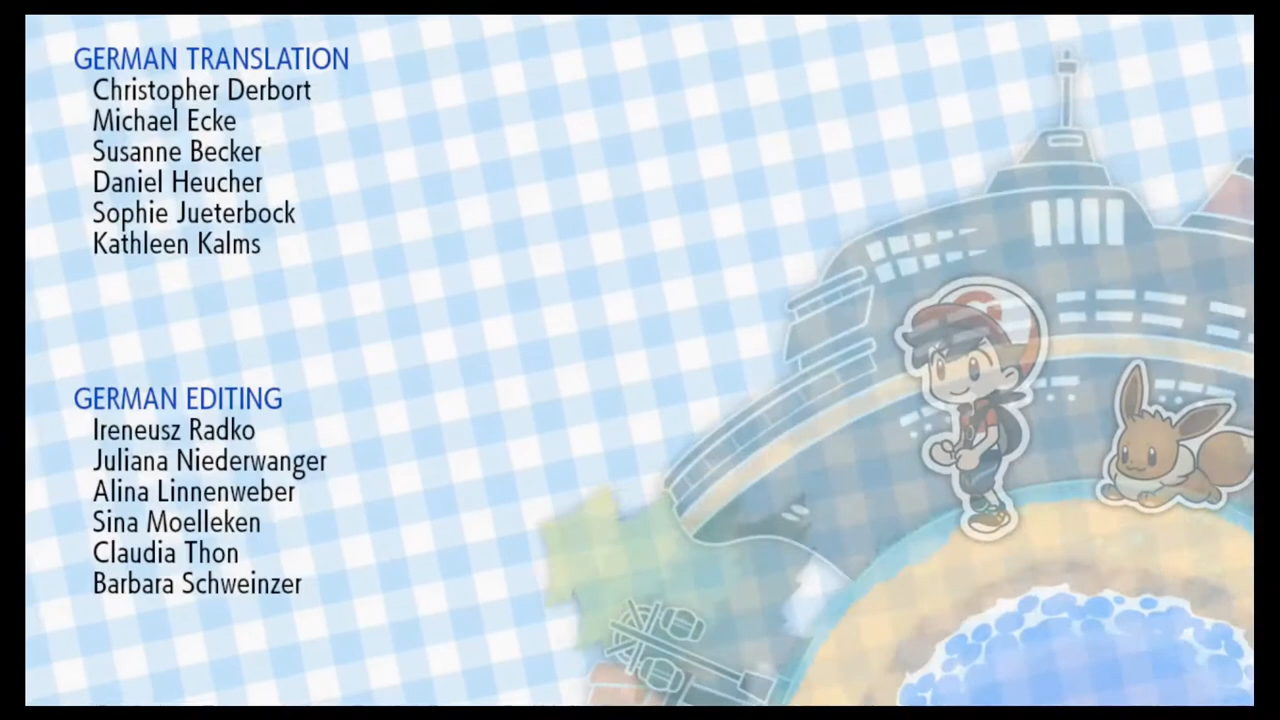 GERMAN TRANSLATION
Christopher Derbort
Michael Ecke
Susanne Becker
Daniel Heucher
Sophie Jueterbock
Kathleen Kalms
GERMAN EDITING
Ireneusz Radko
Juliana Niederwanger
Alina Linnenweber
Sina Moelleken
Claudia Thon
Barbara Schweinzer